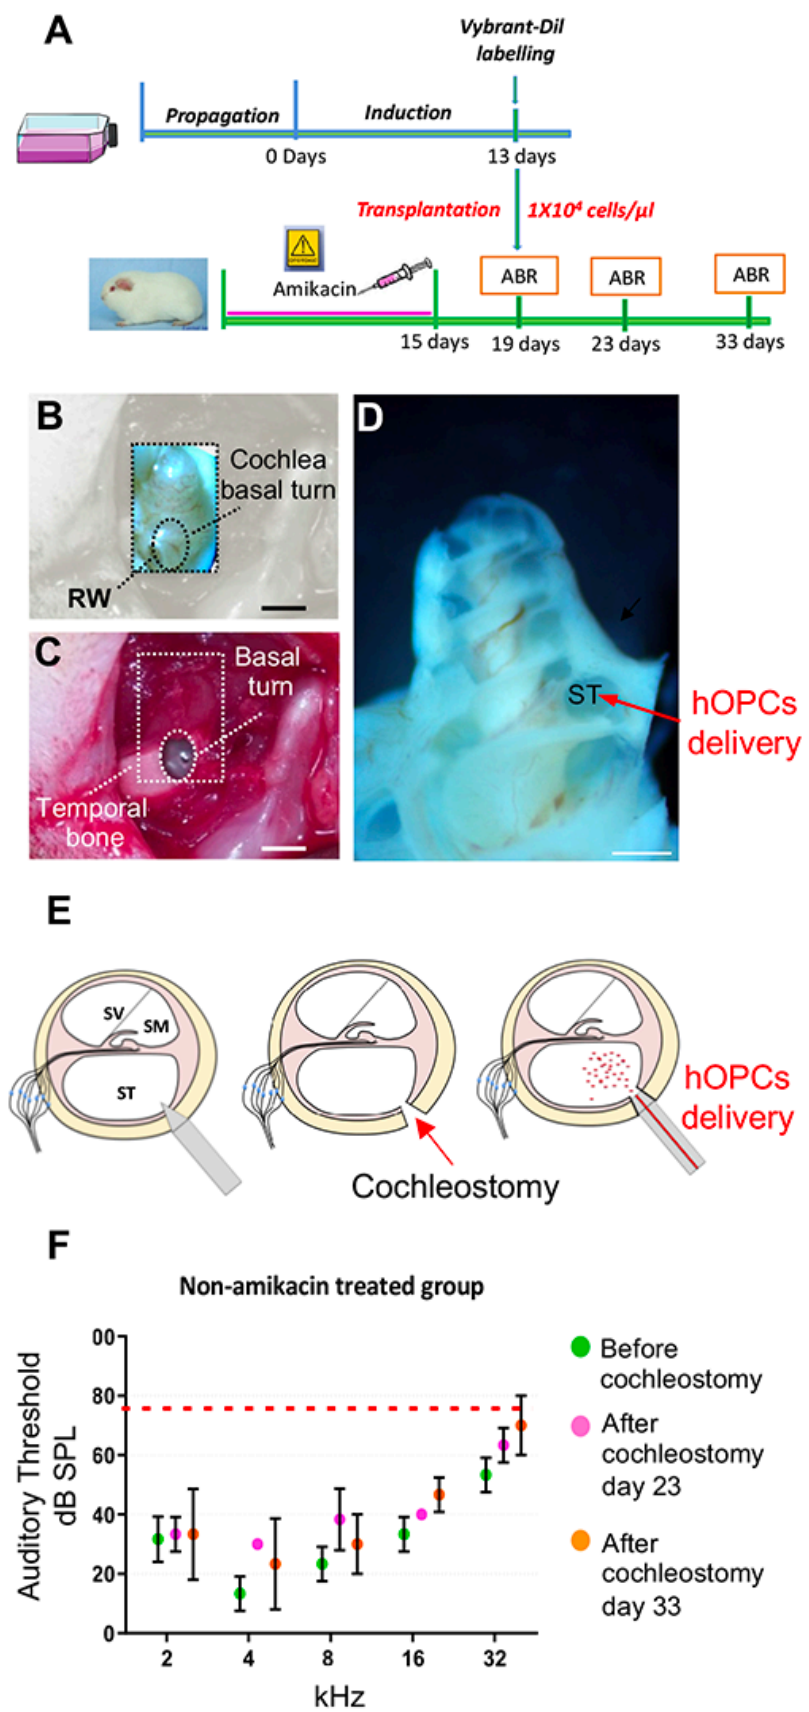 A
Vybrant-DiI
labelling
Propagation
Induction
0 Days
13 days
Transplantation
1X10⁴ cells/µl
Amikacin
ABR
ABR
ABR
15 days
19 days
23 days
33 days
B
Cochlea
basal turn
RW
C
Basal
turn
Temporal
bone
D
ST
hOPCs
delivery
E
SV
SM
ST
Cochleostomy
hOPCs
delivery
F
Non-amikacin treated group
Auditory Threshold
dB SPL
00
80
60
40
20
0
2
4
8
16
32
kHz
Before
cochleostomy
After
cochleostomy
day 23
After
cochleostomy
day 33